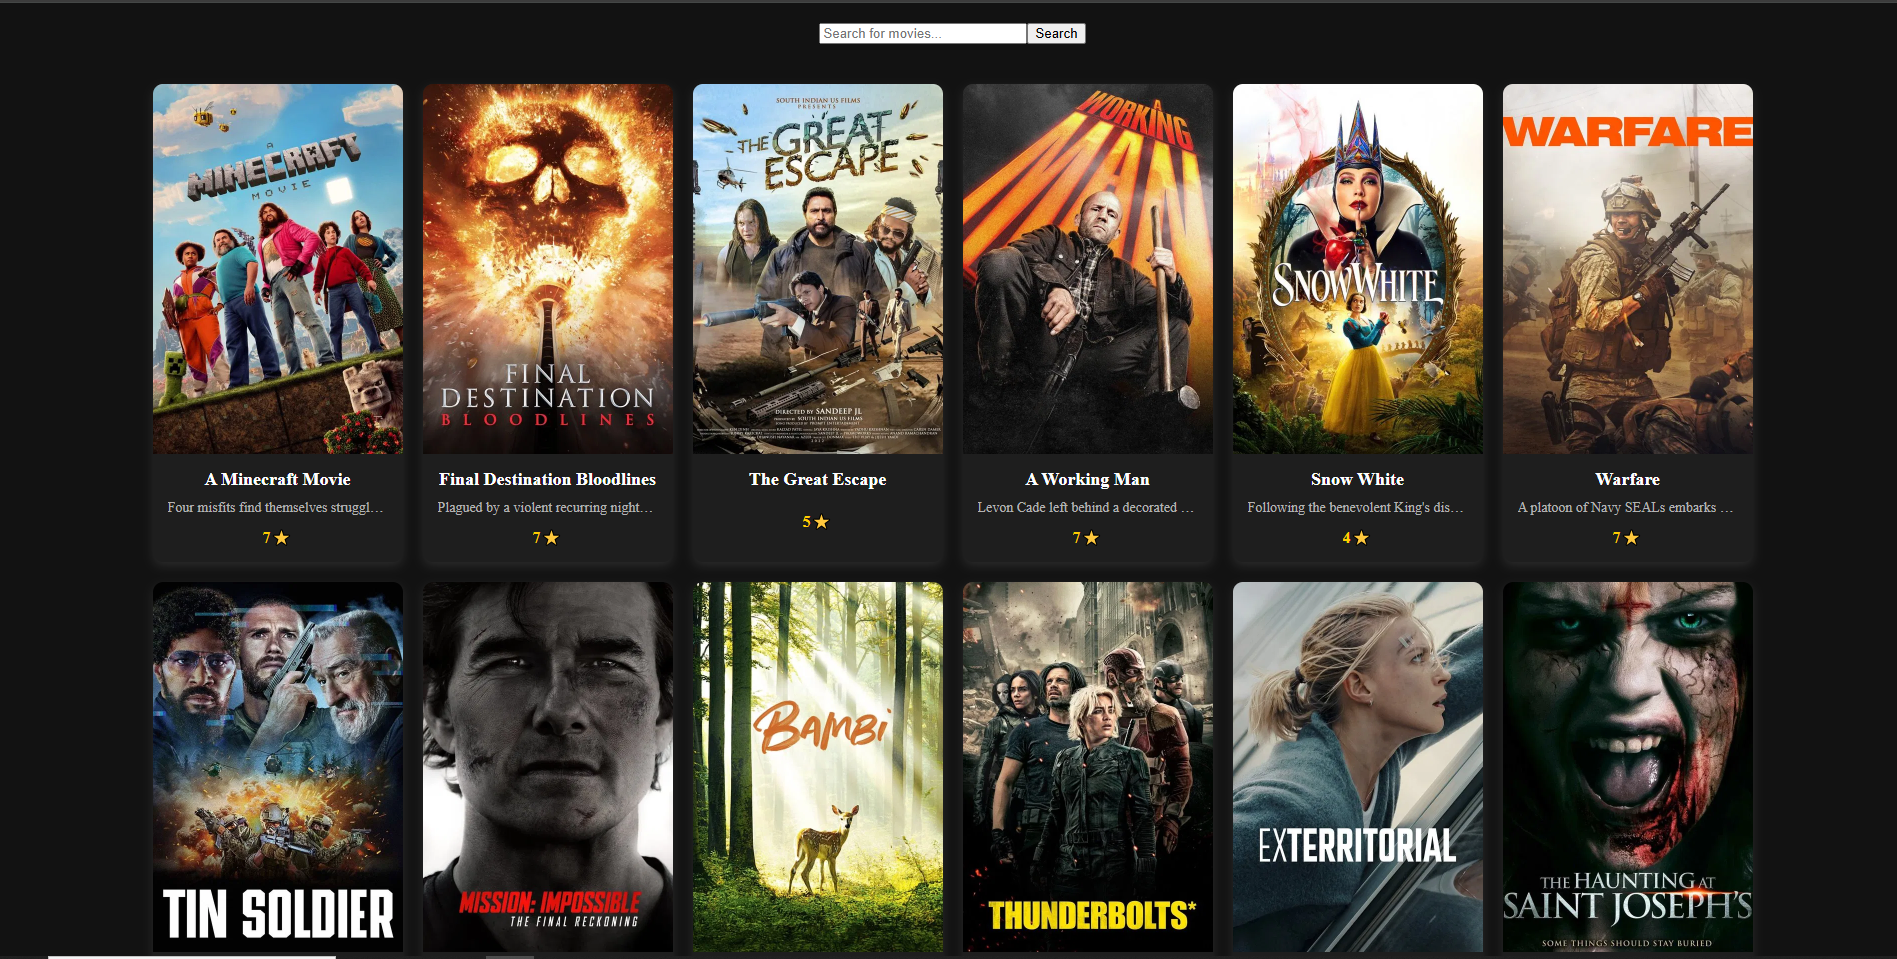 Search for movies...
Search
A
MINECRAFT
MOVIE
FINAL
DESTINATION
BLOODLINES
SOUTH INDIAN US FILMS
PRESENTS
THE GREAT
ESCAPE
DIRECTED BY SANDEEP JL
A
WORKING
MAN
SNOW WHITE
WARFARE
A Minecraft Movie
Final Destination Bloodlines
The Great Escape
A Working Man
Snow White
Warfare
Four misfits find themselves struggl...
Plagued by a violent recurring night...
Levon Cade left behind a decorated ...
Following the benevolent King's dis...
A platoon of Navy SEALs embarks ...
7 ★
7 ★
5 ★
7 ★
4 ★
7 ★
TIN SOLDIER
MISSION: IMPOSSIBLE
THE FINAL RECKONING
BAMBI
THUNDERBOLTS*
EXTERRITORIAL
THE HAUNTING AT
SAINT JOSEPH'S
SOME THINGS SHOULD STAY BURIED